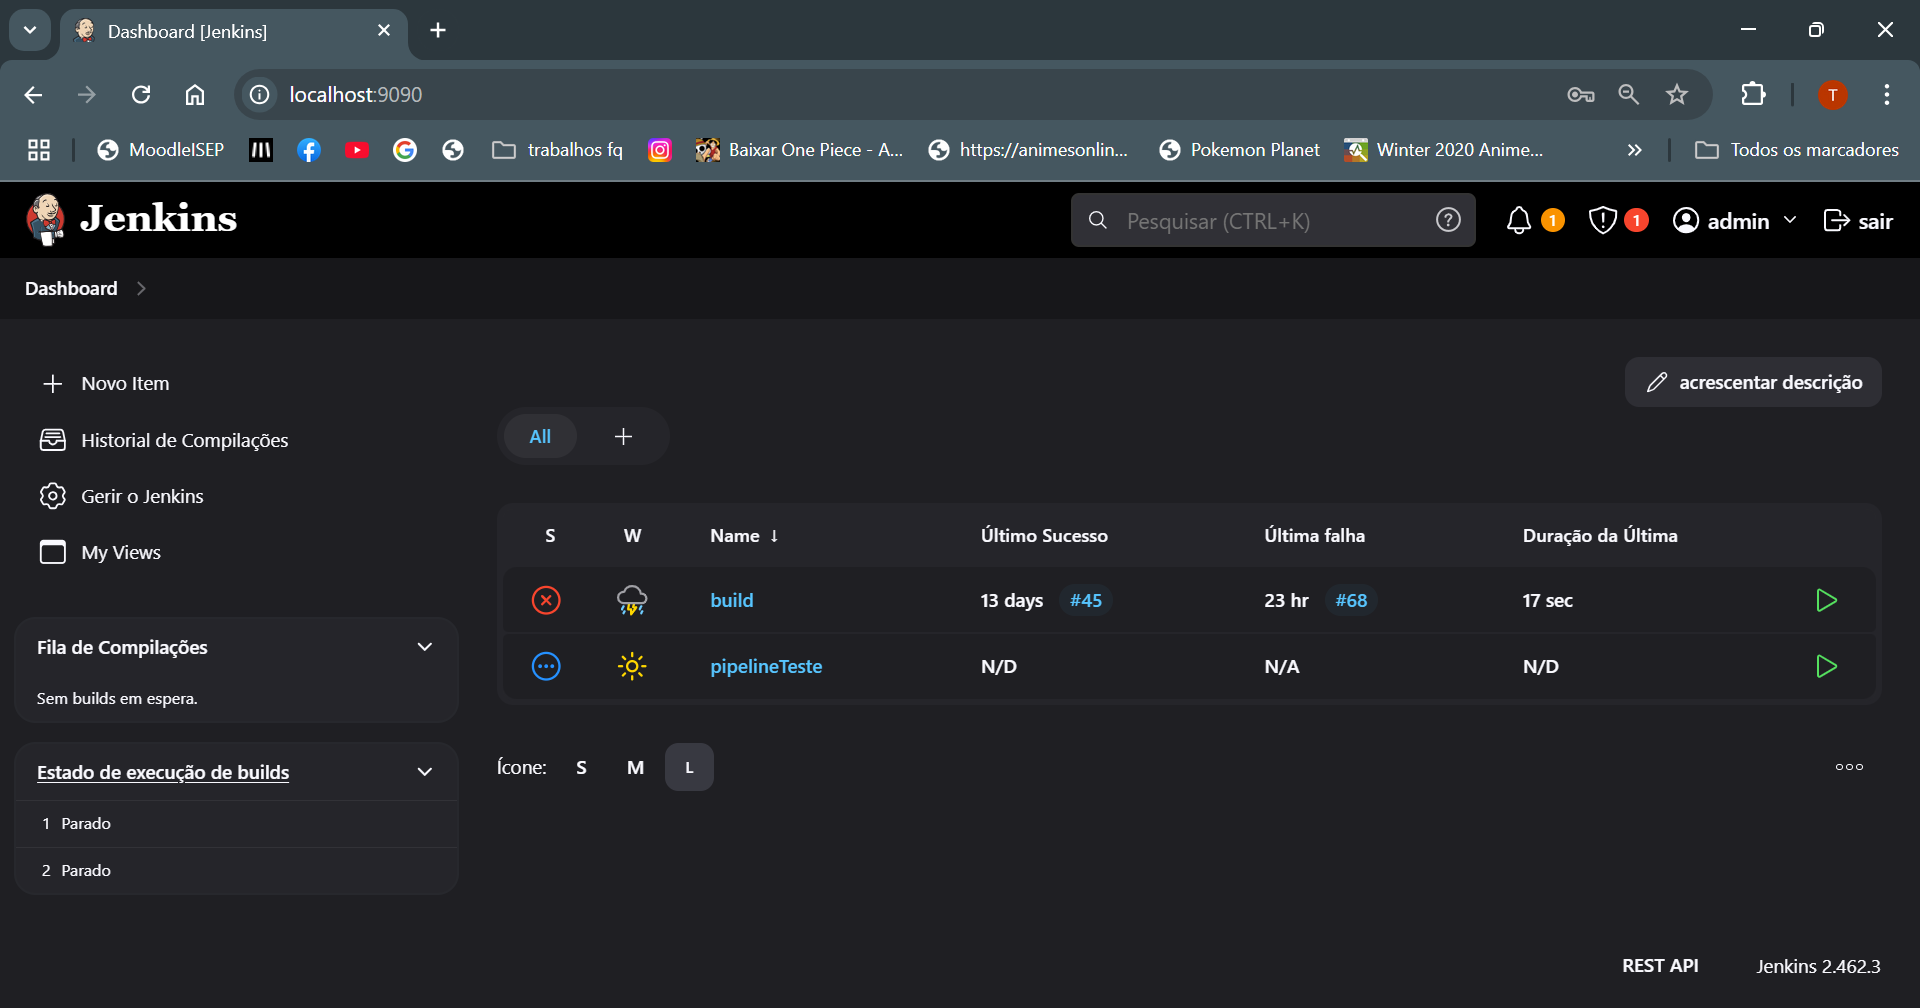 Dashboard [Jenkins]
localhost:9090
T
MoodleISEP
trabalhos fq
Baixar One Piece - A...
https://animesonlin...
Pokemon Planet
Winter 2020 Anime...
Todos os marcadores
Jenkins
Pesquisar (CTRL+K)
1
1
admin
sair
Dashboard
Novo Item
Historial de Compilações
Gerir o Jenkins
My Views
Fila de Compilações
Sem builds em espera.
Estado de execução de builds
1 Parado
2 Parado
acrescentar descrição
All
S W Name ↓ Último Sucesso Última falha Duração da Última
build 13 days #45 23 hr #68 17 sec
pipelineTeste N/D N/A N/D
Ícone: S M L
REST API Jenkins 2.462.3